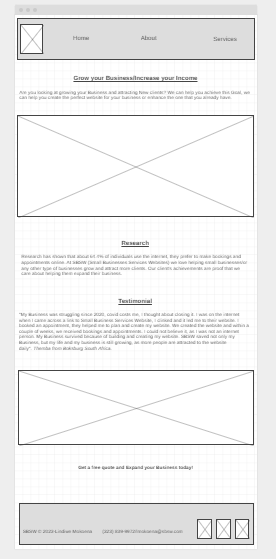 Home About Services
Grow your Business/Increase your Income
Are you looking at growing your Business and attracting New clients? We can help you achieve this task, we
can help you create the perfect website for your business or enhance the one that you already have.
Research
Research has shown that about 81% of individuals use the internet, they prefer to make bookings and
appointments online. At SBSW (Small Businesses Services Websites) we love helping small businesses/or
any other type of businesses grow and attract more clients. Our clients achievements are proof that we
care about helping them expand their business.
Testimonial
"My Business was struggling since 2020, could costs me, I thought about closing it. I was on the internet
when I came across a link to Small Business Services Website, I clicked and it led me to their website. I
booked an appointment, they helped me to plan and create my website. We created the website and within a
couple of weeks, we received bookings and appointment. I could not believe it, as I was not an internet
person. My Business survived because of building and creating my website. SBSW saved not only my
Business, but my life and my business is still growing, as more people are attracted to the website
daily". Thembi from South Africa.
Get a free quote and Expand your Business today!
SBSW © 2023